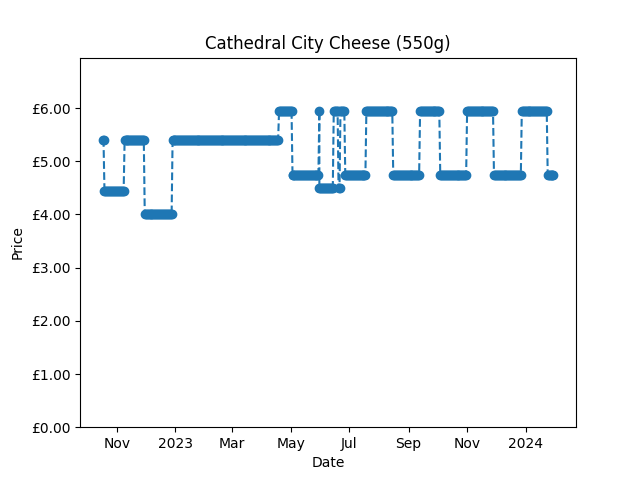 Cathedral City Cheese (550g)
£6.00
£5.00
£4.00
£3.00
£2.00
£1.00
£0.00
Price
Nov 2023 Mar May Jul Sep Nov 2024
Date